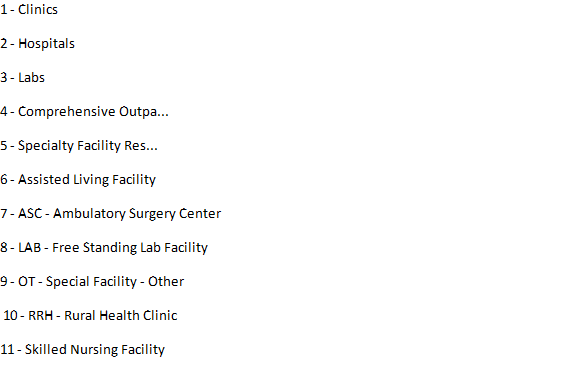 1 - Clinics
2 - Hospitals
3 - Labs
4 - Comprehensive Outpa...
5 - Specialty Facility Res...
6 - Assisted Living Facility
7 - ASC - Ambulatory Surgery Center
8 - LAB - Free Standing Lab Facility
9 - OT - Special Facility - Other
10 - RRH - Rural Health Clinic
11 - Skilled Nursing Facility